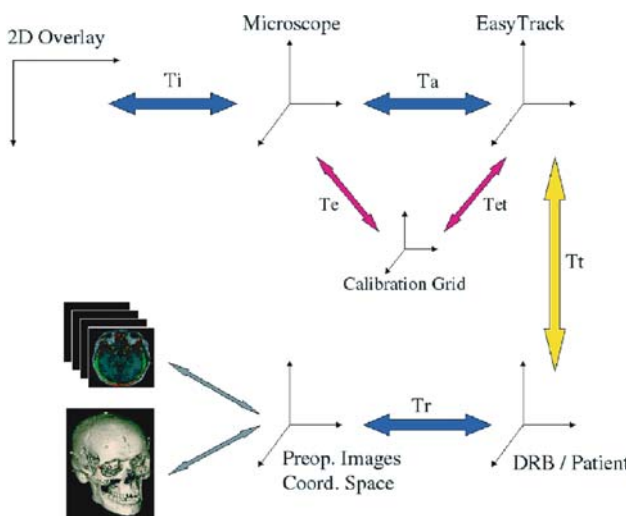 Microscope
EasyTrack
2D Overlay
Ti
Ta
Te
Tet
Calibration Grid
Tt
Tr
Preop. Images
Coord. Space
DRB / Patient